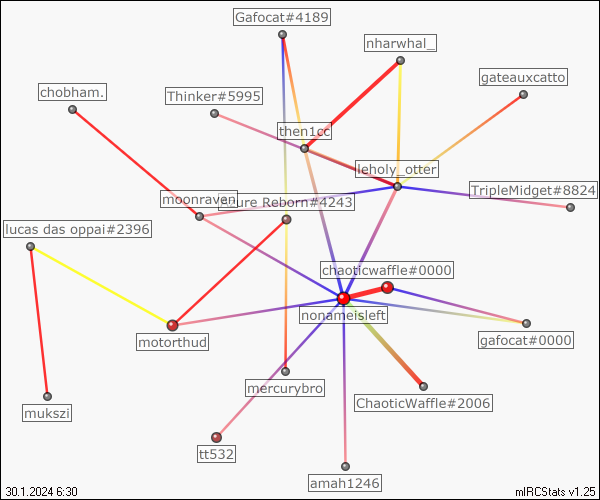 Gafocat#4189
nharwhal_
gateauxcatto
chobham.
Thinker#5995
then1cc
leholy_otter
TripleMidget#8824
moonraven
Reborn#4243
lucas das oppai#2396
chaoticwaffle#0000
nonameisleft
motorthud
gafocat#0000
mercurybro
ChaoticWaffle#2006
mukszi
tt532
amah1246
30.1.2024 6:30
mIRCStats v1.25